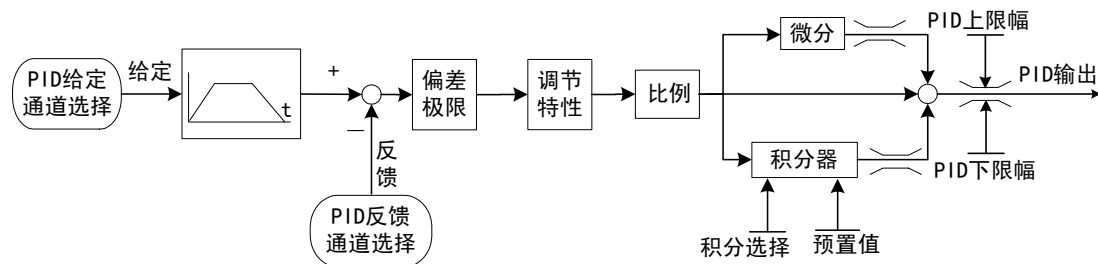 PID给定
通道选择
给定
t
+
－
反
馈
PID反馈
通道选择
偏差
极限
调节
特性
比例
微分
积分器
积分选择
预置值
PID上限幅
PID输出
PID下限幅